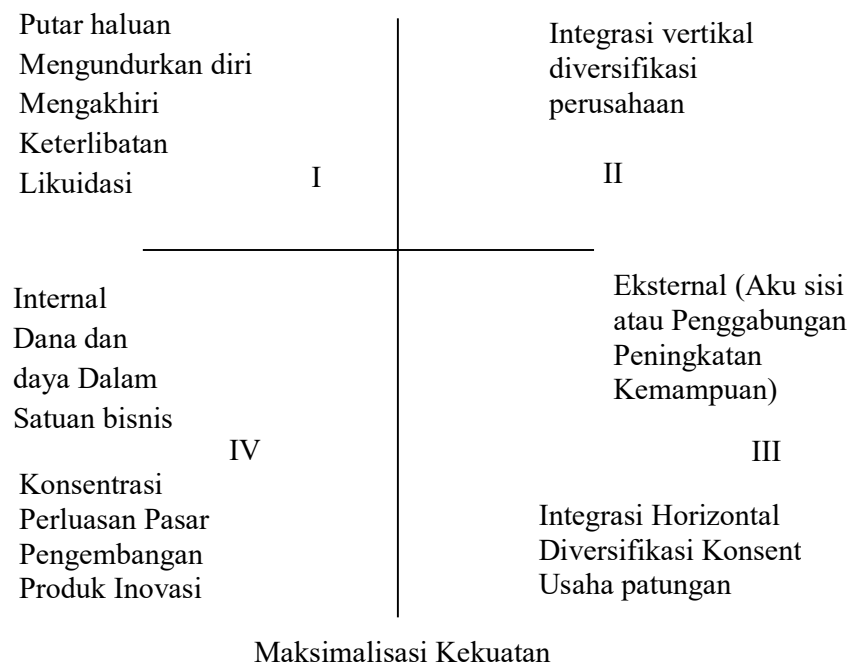 Putar haluan
Mengundurkan diri
Mengakhiri
Keterlibatan
Likuidasi
I
Integrasi vertikal
diversifikasi
perusahaan
II
Internal
Dana dan
daya Dalam
Satuan bisnis
IV
Konsentrasi
Perluasan Pasar
Pengembangan
Produk Inovasi
Eksternal (Aku sisi
atau Penggabungan
Peningkatan
Kemampuan)
III
Integrasi Horizontal
Diversifikasi Konsent
Usaha patungan
Maksimalisasi Kekuatan